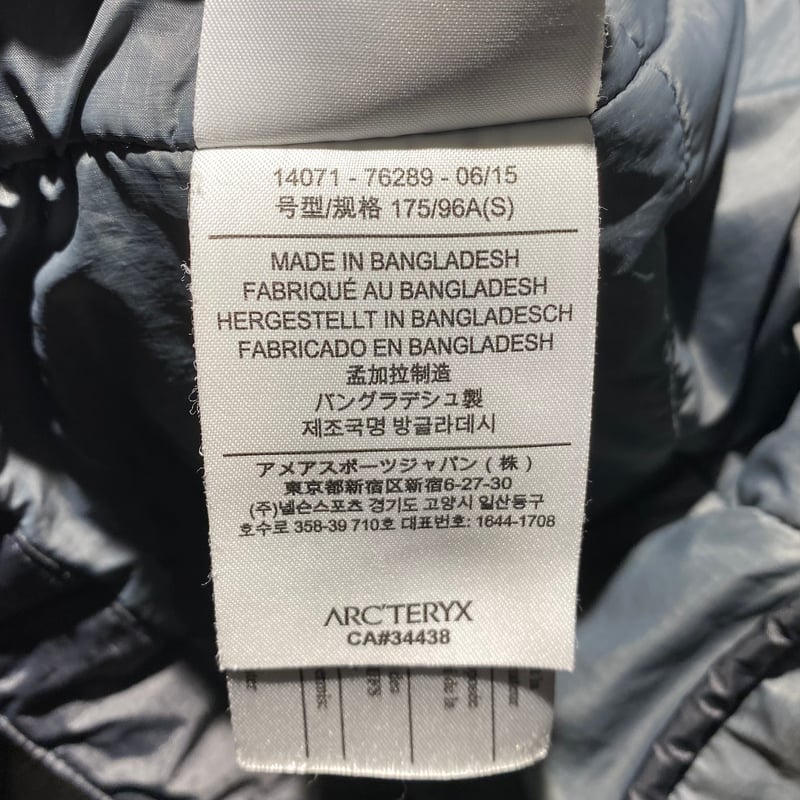 14071 - 76289 - 06/15
号型/规格 175/96A(S)
MADE IN BANGLADESH
FABRIQUÉ AU BANGLADESH
HERGESTELLT IN BANGLADESCH
FABRICADO EN BANGLADESH
孟加拉制造
バングラデシュ製
제조국명 방글라데시
アメアスポーツジャパン(株)
東京都新宿区新宿6-27-30
(주)넬슨스포츠 경기도 고양시 일산동구
호수로 358-39 710호 대표번호: 1644-1708
ARC'TERYX
CA#34438